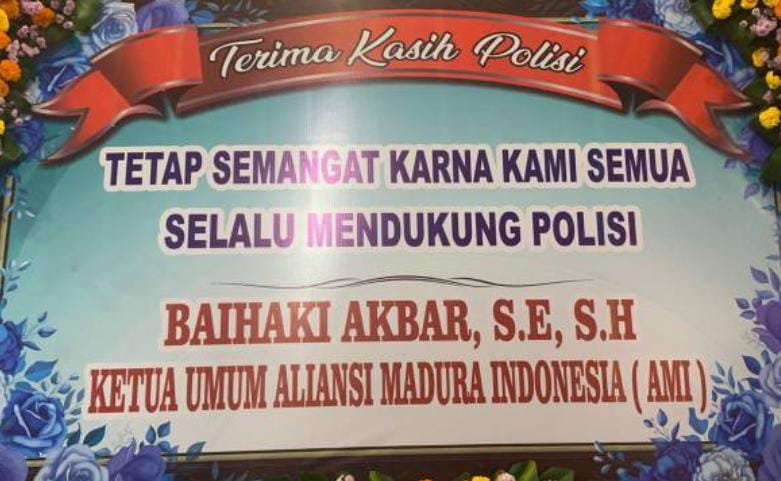 Terima Kasih Polisi
TETAP SEMANGAT KARNA KAMI SEMUA
SELALU MENDUKUNG POLISI
BAIHAKI AKBAR, S.E, S.H
KETUA UMUM ALIANSI MADURA INDONESIA ( AMI )